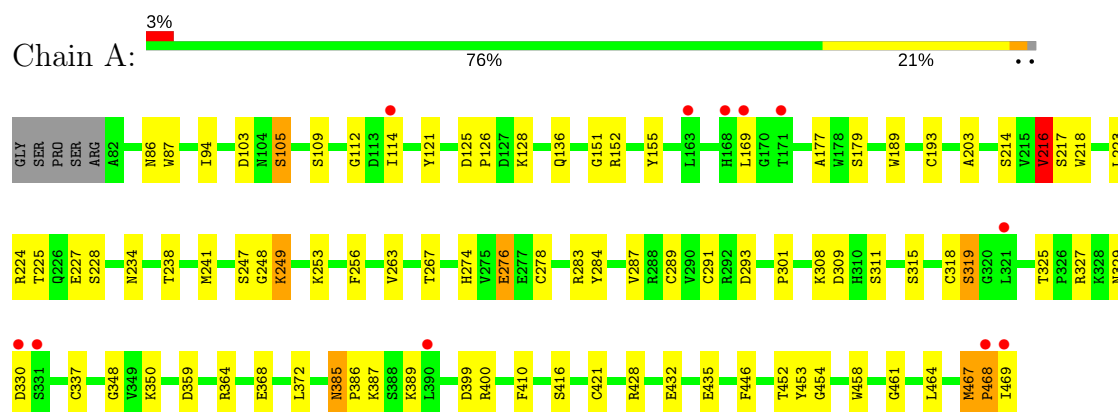 3%
Chain A:
76% 21% • •
GLY SER PRO SER ARG A82 N86 W87 I94 D103 N104 S105 S109 G112 D113 I114 Y121 D125 P126 D127 K128 Q136 G151 R152 Y155 L163 H168 L169 G170 T171 A177 W178 S179 W189 C193 A203 S214 V215 V216 S217 W218 L223
R224 T225 Q226 E227 S228 N234 T238 M241 S247 G248 K249 K253 F256 V263 T267 H274 V275 E276 E277 C278 R283 Y284 V287 R288 C289 V290 C291 R292 D293 P301 K308 D309 H310 S311 S315 C318 S319 G320 L321 T325 P326 R327 K328 N329
D330 S331 C337 G348 V349 K350 D359 R364 E368 L372 N385 P386 K387 S388 K389 L390 D399 R400 F410 S416 C421 R428 E432 E435 F446 T452 Y453 G454 W458 G461 L464 M467 P468 I469